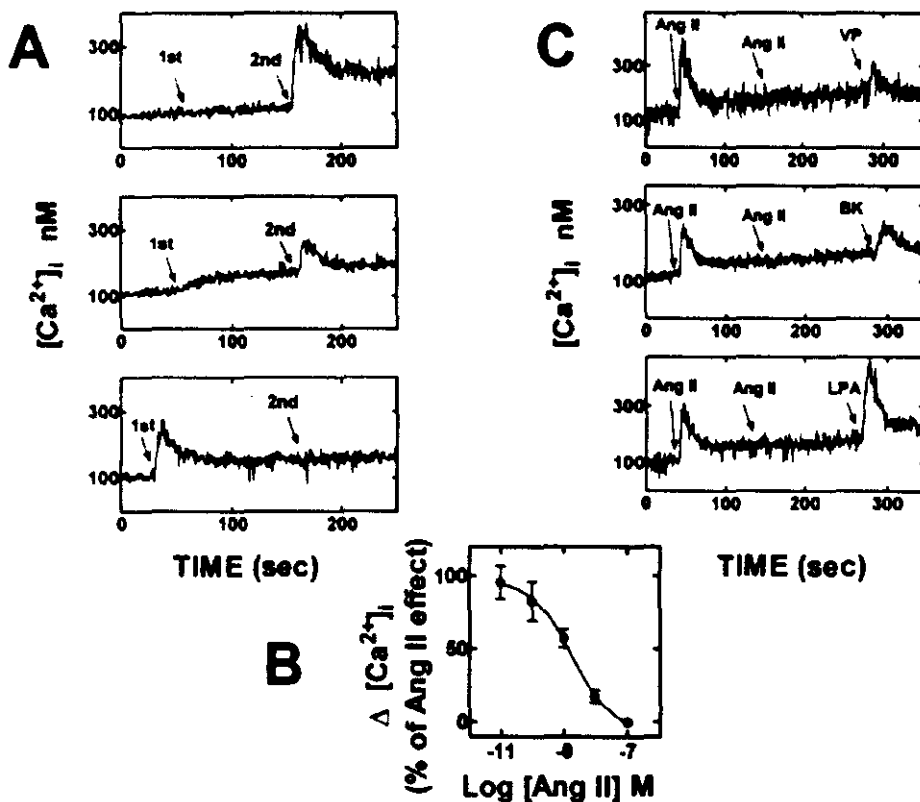 A
300
100
1st
2nd
0 100 200
300
100
1st
2nd
0 100 200
300
100
1st
2nd
0 100 200
[Ca2+]i nM
TIME (sec)
C
300
100
Ang II
Ang II
VP
0 100 200 300
300
100
Ang II
Ang II
BK
0 100 200 300
300
100
Ang II
Ang II
LPA
0 100 200 300
[Ca2+]i nM
TIME (sec)
B
Δ [Ca2+]i
(% of Ang II effect)
100
50
0
-11 -9 -7
Log [Ang II] M